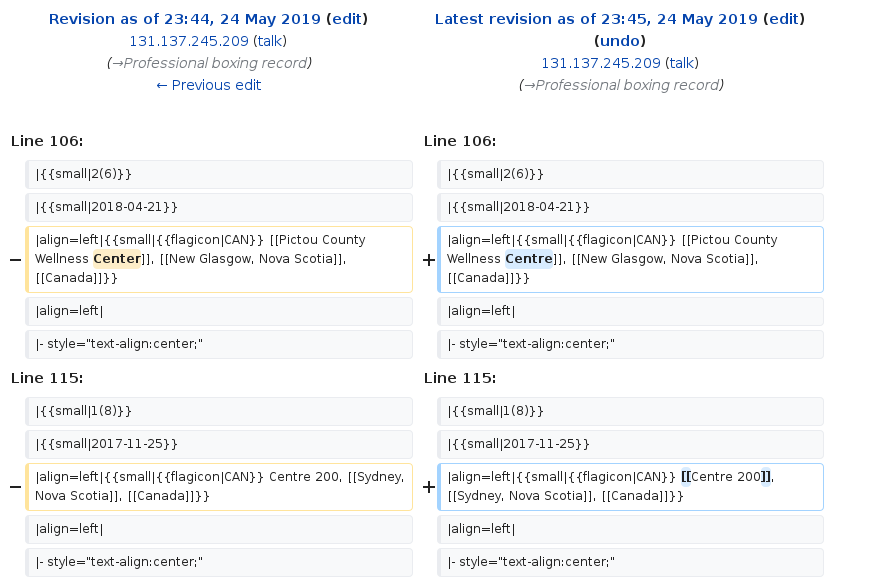 Revision as of 23:44, 24 May 2019 (edit)
131.137.245.209 (talk)
(→Professional boxing record)
← Previous edit
Latest revision as of 23:45, 24 May 2019 (edit)
(undo)
131.137.245.209 (talk)
(→Professional boxing record)
Line 106:
Line 106:
|{{small|2(6)}}
|{{small|2(6)}}
|{{small|2018-04-21}}
|{{small|2018-04-21}}
−
|align=left|{{small|{{flagicon|CAN}} [[Pictou County
Wellness Center]], [[New Glasgow, Nova Scotia]],
[[Canada]]}}
+
|align=left|{{small|{{flagicon|CAN}} [[Pictou County
Wellness Centre]], [[New Glasgow, Nova Scotia]],
[[Canada]]}}
|align=left|
|align=left|
|- style="text-align:center;"
|- style="text-align:center;"
Line 115:
Line 115:
|{{small|1(8)}}
|{{small|1(8)}}
|{{small|2017-11-25}}
|{{small|2017-11-25}}
−
|align=left|{{small|{{flagicon|CAN}} Centre 200, [[Sydney,
Nova Scotia]], [[Canada]]}}
+
|align=left|{{small|{{flagicon|CAN}} [[Centre 200]],
[[Sydney, Nova Scotia]], [[Canada]]}}
|align=left|
|align=left|
|- style="text-align:center;"
|- style="text-align:center;"